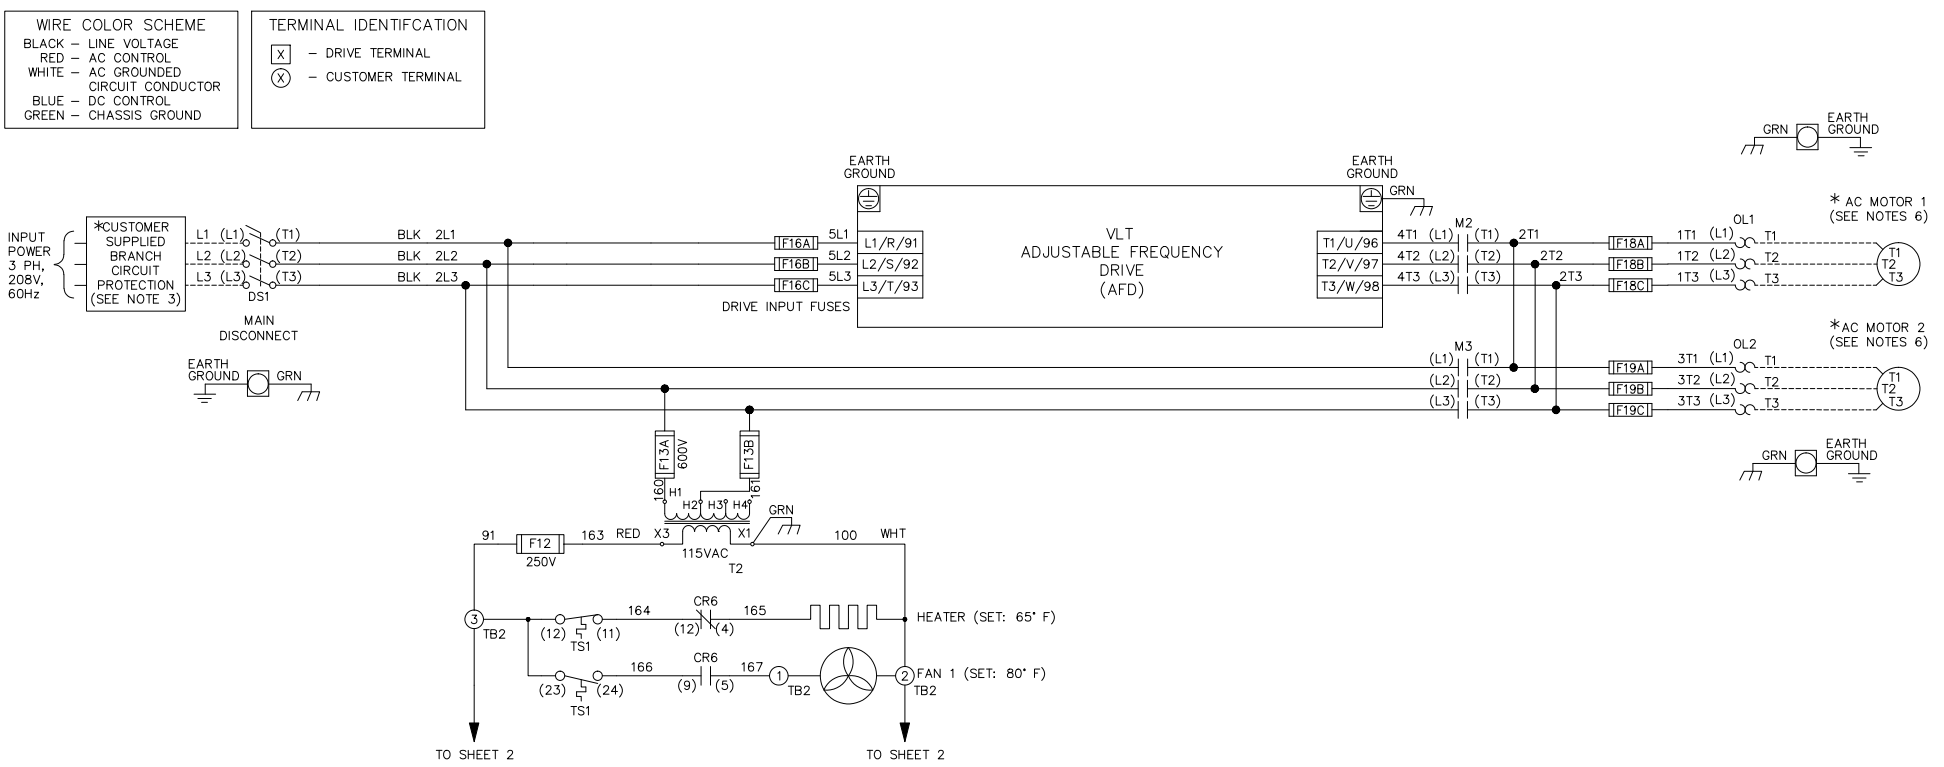 WIRE COLOR SCHEME
BLACK – LINE VOLTAGE
RED – AC CONTROL
WHITE – AC GROUNDED
CIRCUIT CONDUCTOR
BLUE – DC CONTROL
GREEN – CHASSIS GROUND
TERMINAL IDENTIFCATION
X – DRIVE TERMINAL
X – CUSTOMER TERMINAL
GRN
EARTH
GROUND
INPUT
POWER
3 PH,
208V,
60Hz
*CUSTOMER
SUPPLIED
BRANCH
CIRCUIT
PROTECTION
(SEE NOTE 3)
L1 (L1) (T1)
L2 (L2) (T2)
L3 (L3) (T3)
DS1
MAIN
DISCONNECT
EARTH
GROUND
GRN
BLK 2L1
BLK 2L2
BLK 2L3
F16A 5L1
F16B 5L2
F16C 5L3
DRIVE INPUT FUSES
EARTH
GROUND
L1/R/91
L2/S/92
L3/T/93
VLT
ADJUSTABLE FREQUENCY
DRIVE
(AFD)
EARTH
GROUND
GRN
T1/U/96
T2/V/97
T3/W/98
M2
4T1 (L1) (T1) 2T1
4T2 (L2) (T2) 2T2
4T3 (L3) (T3) 2T3
F18A
F18B
F18C
OL1
1T1 (L1) T1
1T2 (L2) T2
1T3 (L3) T3
* AC MOTOR 1
(SEE NOTES 6)
T1
T2
T3
M3
(L1) (T1)
(L2) (T2)
(L3) (T3)
F19A
F19B
F19C
OL2
3T1 (L1) T1
3T2 (L2) T2
3T3 (L3) T3
*AC MOTOR 2
(SEE NOTES 6)
T1
T2
T3
GRN
EARTH
GROUND
F13A
600V
F13B
160
161
H1
H2 H3 H4
GRN
91
F12
250V
163 RED X3
X1
115VAC
T2
100 WHT
3
TB2
(12) (11)
TS1
164
CR6
(12) (4)
165
HEATER (SET: 65° F)
(23) (24)
TS1
166
CR6
(9) (5)
167
1
TB2
2
TB2
FAN 1 (SET: 80° F)
TO SHEET 2
TO SHEET 2